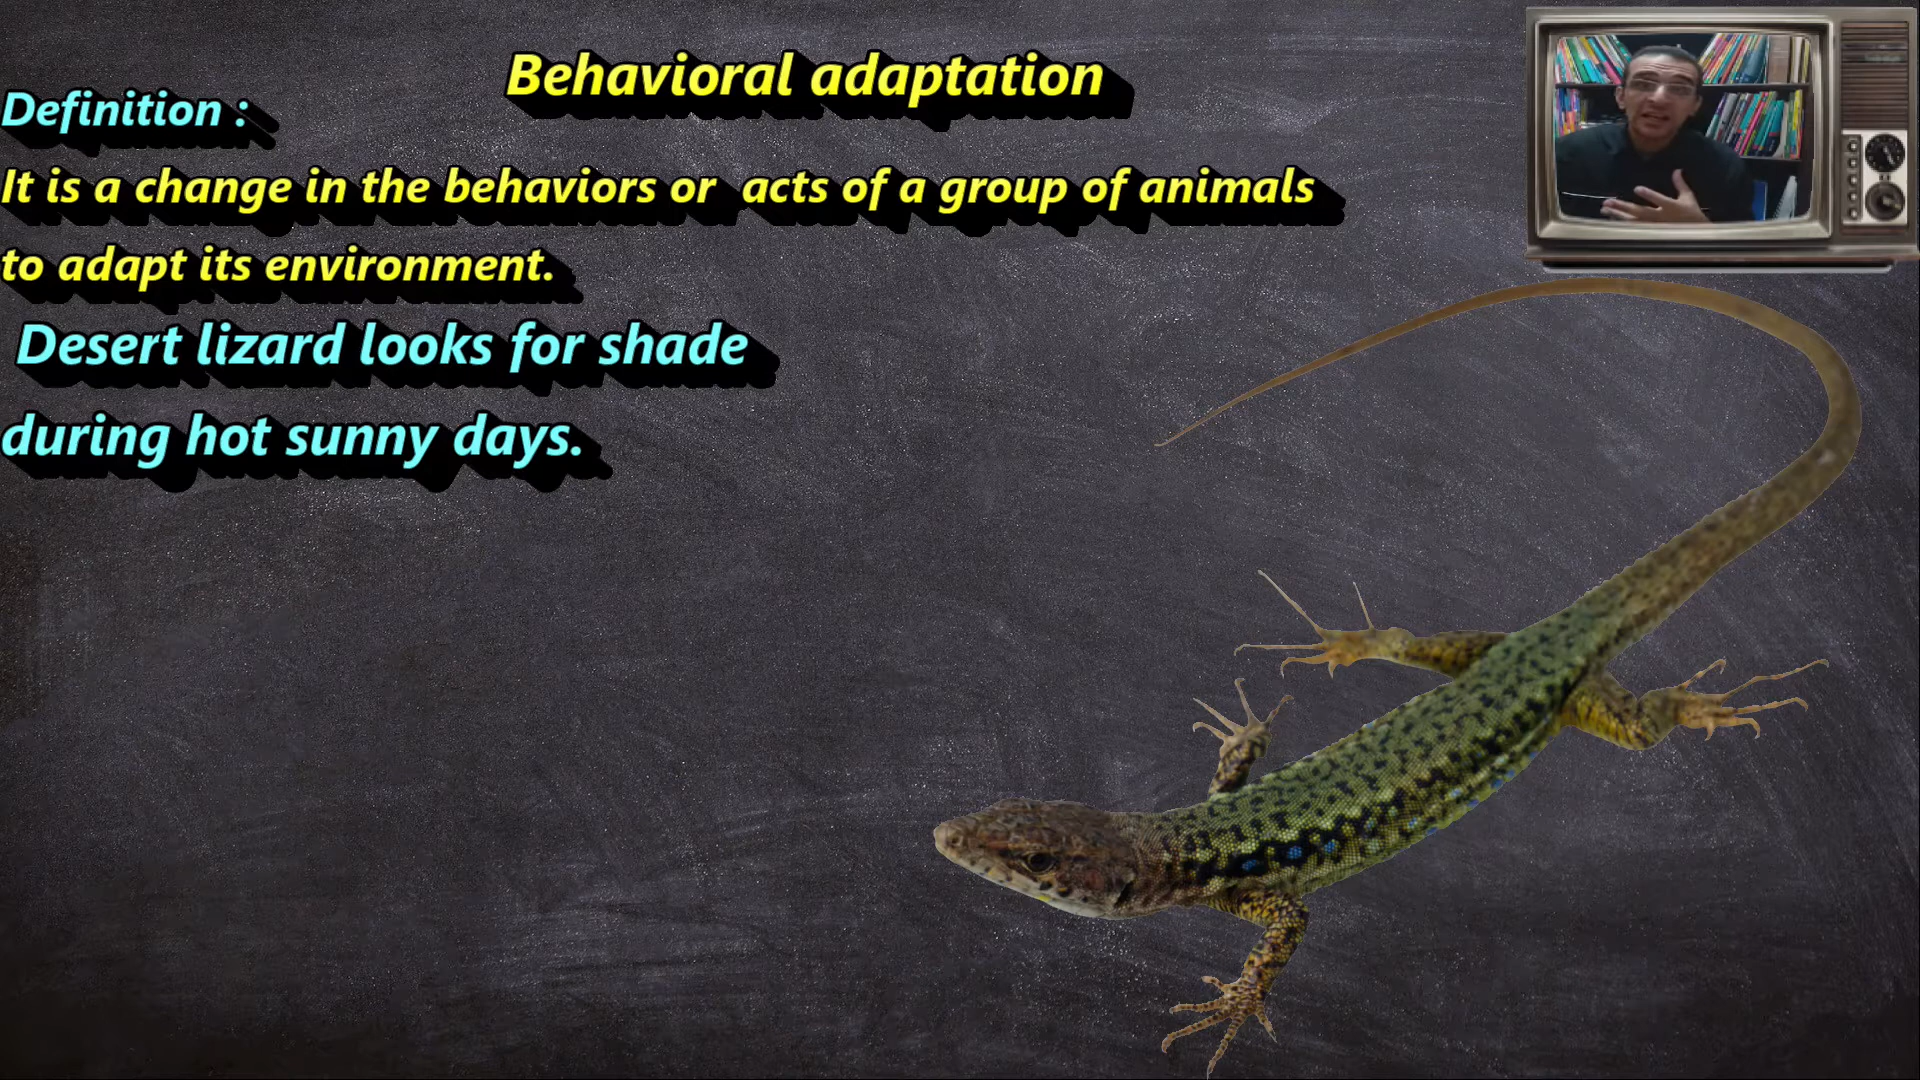 Behavioral adaptation
Definition :
It is a change in the behaviors or acts of a group of animals
to adapt its environment.
Desert lizard looks for shade
during hot sunny days.